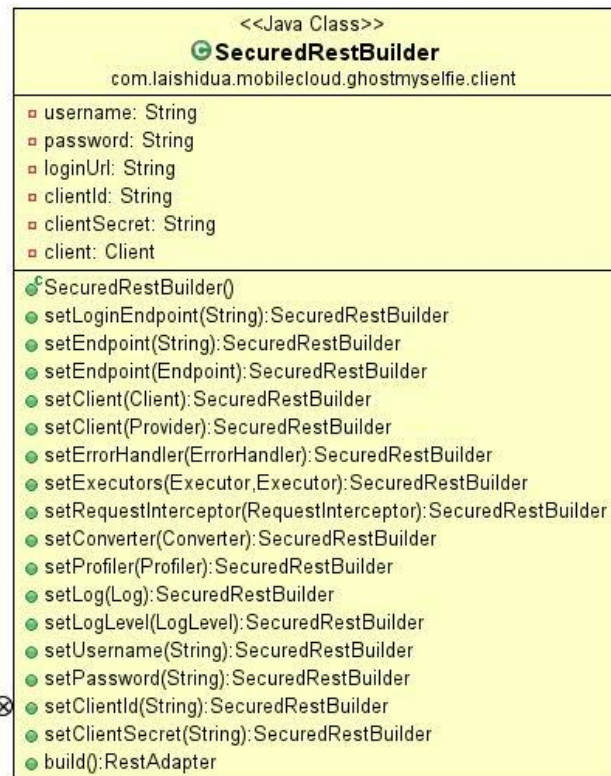 <<Java Class>>
SecuredRestBuilder
com.laishidua.mobilecloud.ghostmyselfie.client
username: String
password: String
loginUrl: String
clientId: String
clientSecret: String
client: Client
SecuredRestBuilder()
setLoginEndpoint(String):SecuredRestBuilder
setEndpoint(String):SecuredRestBuilder
setEndpoint(Endpoint):SecuredRestBuilder
setClient(Client):SecuredRestBuilder
setClient(Provider):SecuredRestBuilder
setErrorHandler(ErrorHandler):SecuredRestBuilder
setExecutors(Executor,Executor):SecuredRestBuilder
setRequestInterceptor(RequestInterceptor):SecuredRestBuilder
setConverter(Converter):SecuredRestBuilder
setProfiler(Profiler):SecuredRestBuilder
setLog(Log):SecuredRestBuilder
setLogLevel(LogLevel):SecuredRestBuilder
setUsername(String):SecuredRestBuilder
setPassword(String):SecuredRestBuilder
setClientId(String):SecuredRestBuilder
setClientSecret(String):SecuredRestBuilder
build():RestAdapter